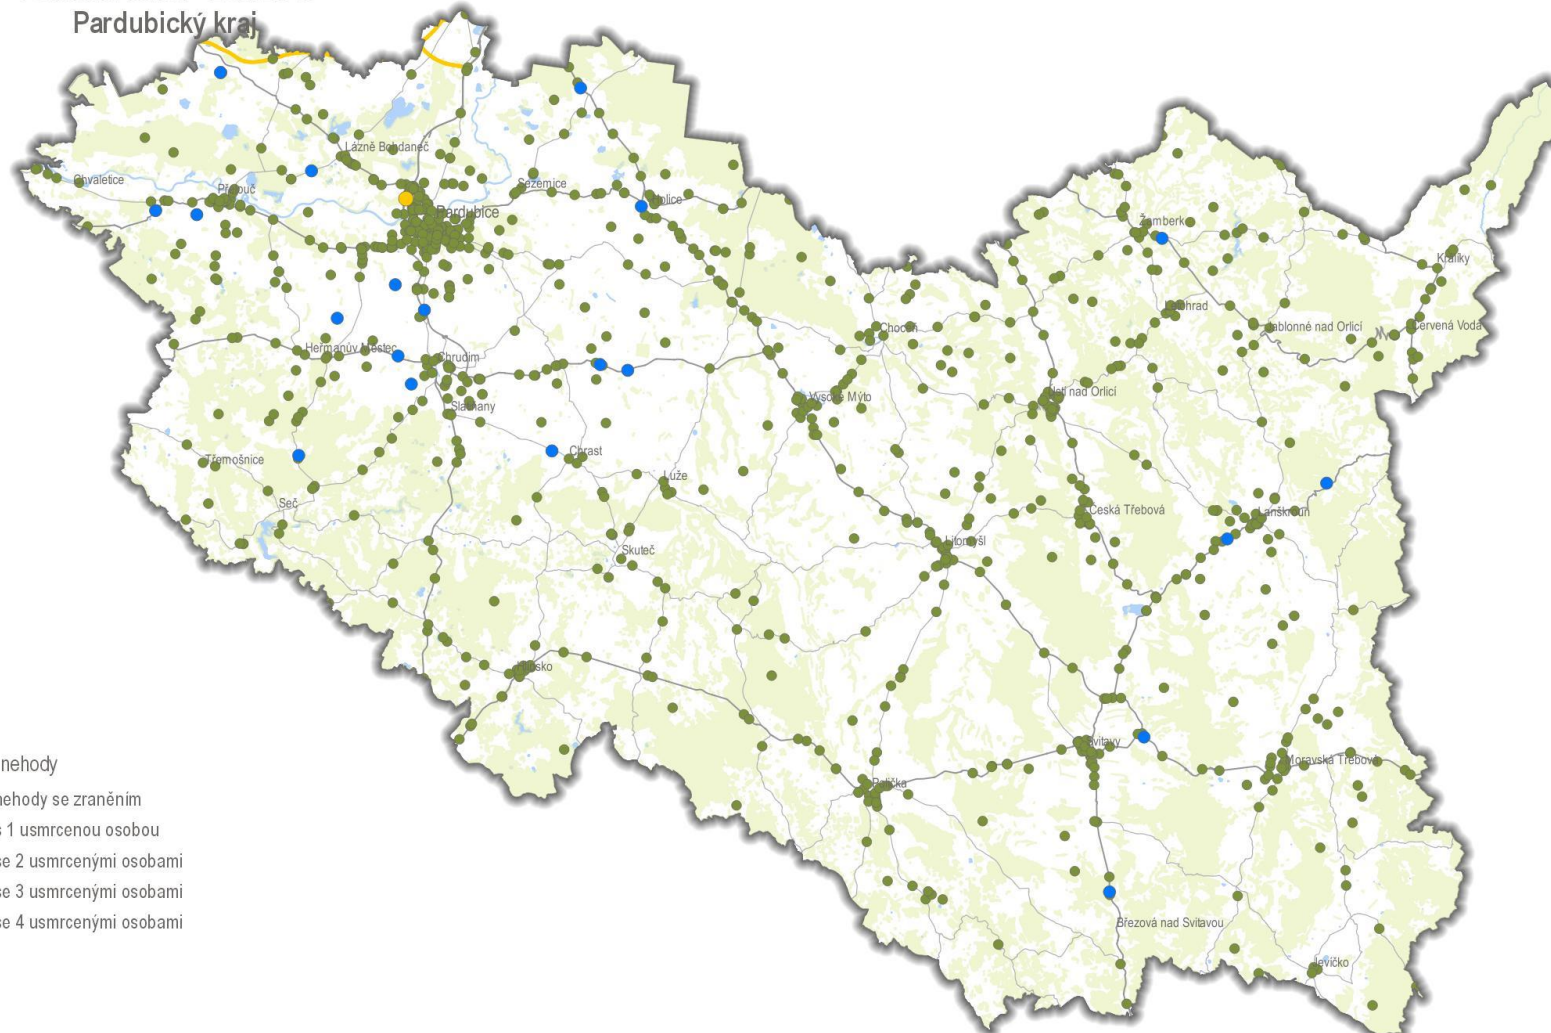 Pardubický kraj
Lázně Bohdaneč
Chvaletice
Přelouč
Sezemice
Holice
Pardubice
Žamberk
Králíky
Letohrad
Jablonné nad Orlicí
Červená Voda
Choceň
Heřmanův Městec
Chrudim
Slatiňany
Vysoké Mýto
Ústí nad Orlicí
Třemošnice
Chrast
Luže
Seč
Česká Třebová
Lanškroun
Litomyšl
Skuteč
Hlinsko
Svitavy
Moravská Třebová
Polička
nehody
nehody se zraněním
s 1 usmrcenou osobou
se 2 usmrcenými osobami
se 3 usmrcenými osobami
se 4 usmrcenými osobami
Březová nad Svitavou
Jevíčko